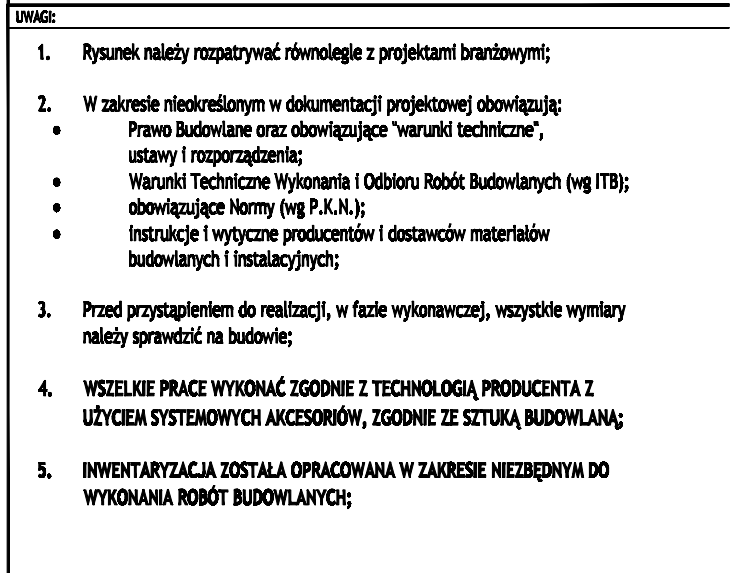 UWAGI:
1. Rysunek należy rozpatrywać równolegle z projektami branżowymi;
2. W zakresie nieokreślonym w dokumentacji projektowej obowiązują:
• Prawo Budowlane oraz obowiązujące "warunki techniczne",
ustawy i rozporządzenia;
• Warunki Techniczne Wykonania i Odbioru Robót Budowlanych (wg ITB);
• obowiązujące Normy (wg P.K.N.);
• instrukcje i wytyczne producentów i dostawców materiałów
budowlanych i instalacyjnych;
3. Przed przystąpieniem do realizacji, w fazie wykonawczej, wszystkie wymiary
należy sprawdzić na budowie;
4. WSZELKIE PRACE WYKONAĆ ZGODNIE Z TECHNOLOGIĄ PRODUCENTA Z
UŻYCIEM SYSTEMOWYCH AKCESORIÓW, ZGODNIE ZE SZTUKĄ BUDOWLANĄ;
5. INWENTARYZACJA ZOSTAŁA OPRACOWANA W ZAKRESIE NIEZBĘDNYM DO
WYKONANIA ROBÓT BUDOWLANYCH;